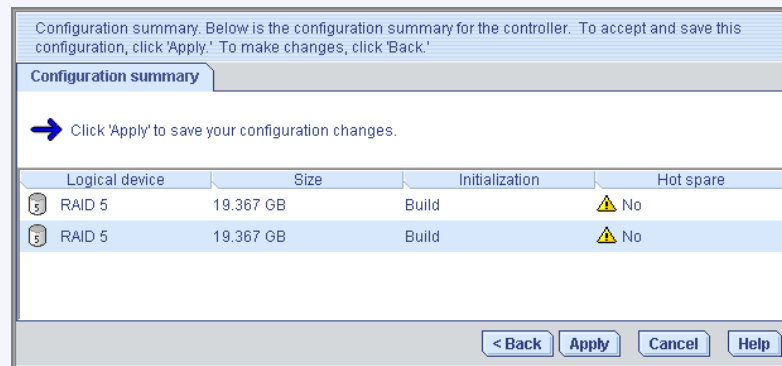 Configuration summary. Below is the configuration summary for the controller. To accept and save this
configuration, click 'Apply.' To make changes, click 'Back.'
Configuration summary
Click 'Apply' to save your configuration changes.
Logical device Size Initialization Hot spare
5 RAID 5 19.367 GB Build No
5 RAID 5 19.367 GB Build No
< Back Apply Cancel Help